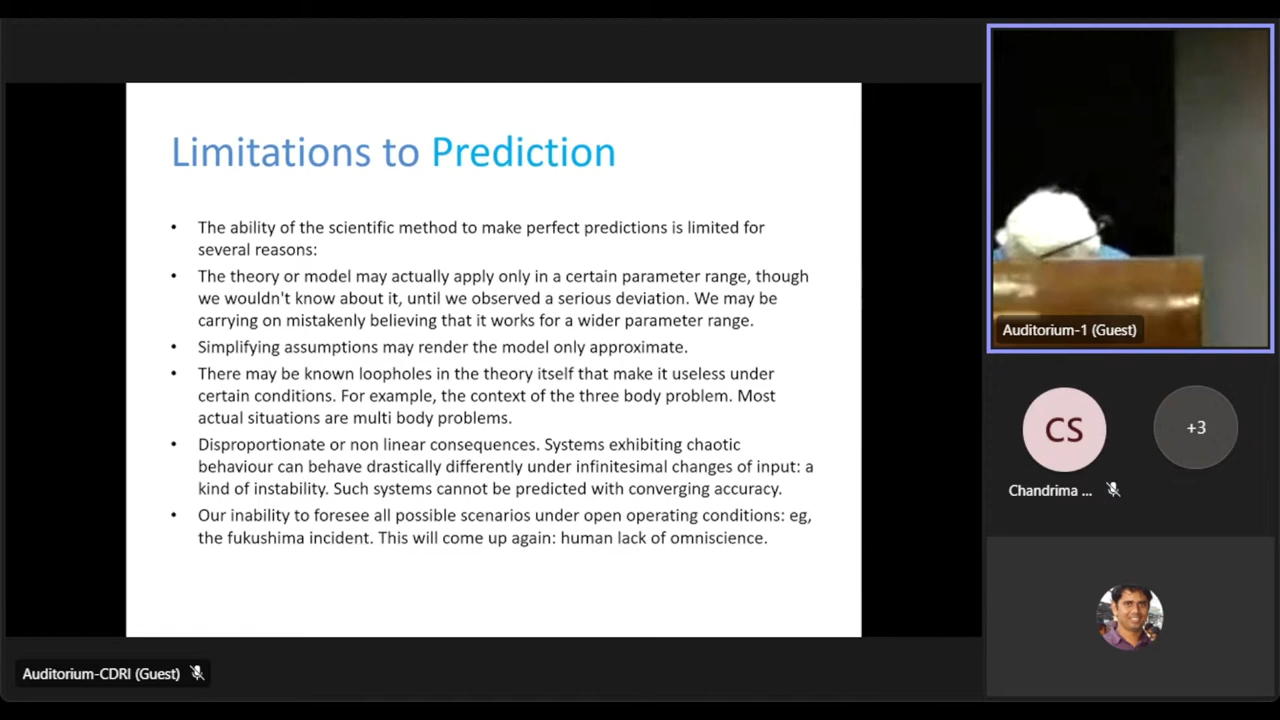 Limitations to Prediction
• The ability of the scientific method to make perfect predictions is limited for
several reasons:
• The theory or model may actually apply only in a certain parameter range, though
we wouldn't know about it, until we observed a serious deviation. We may be
carrying on mistakenly believing that it works for a wider parameter range.
• Simplifying assumptions may render the model only approximate.
• There may be known loopholes in the theory itself that make it useless under
certain conditions. For example, the context of the three body problem. Most
actual situations are multi body problems.
• Disproportionate or non linear consequences. Systems exhibiting chaotic
behaviour can behave drastically differently under infinitesimal changes of input: a
kind of instability. Such systems cannot be predicted with converging accuracy.
• Our inability to foresee all possible scenarios under open operating conditions: eg,
the fukushima incident. This will come up again: human lack of omniscience.
Auditorium-CDRI (Guest)
Auditorium-1 (Guest)
CS
+3
Chandrima ...